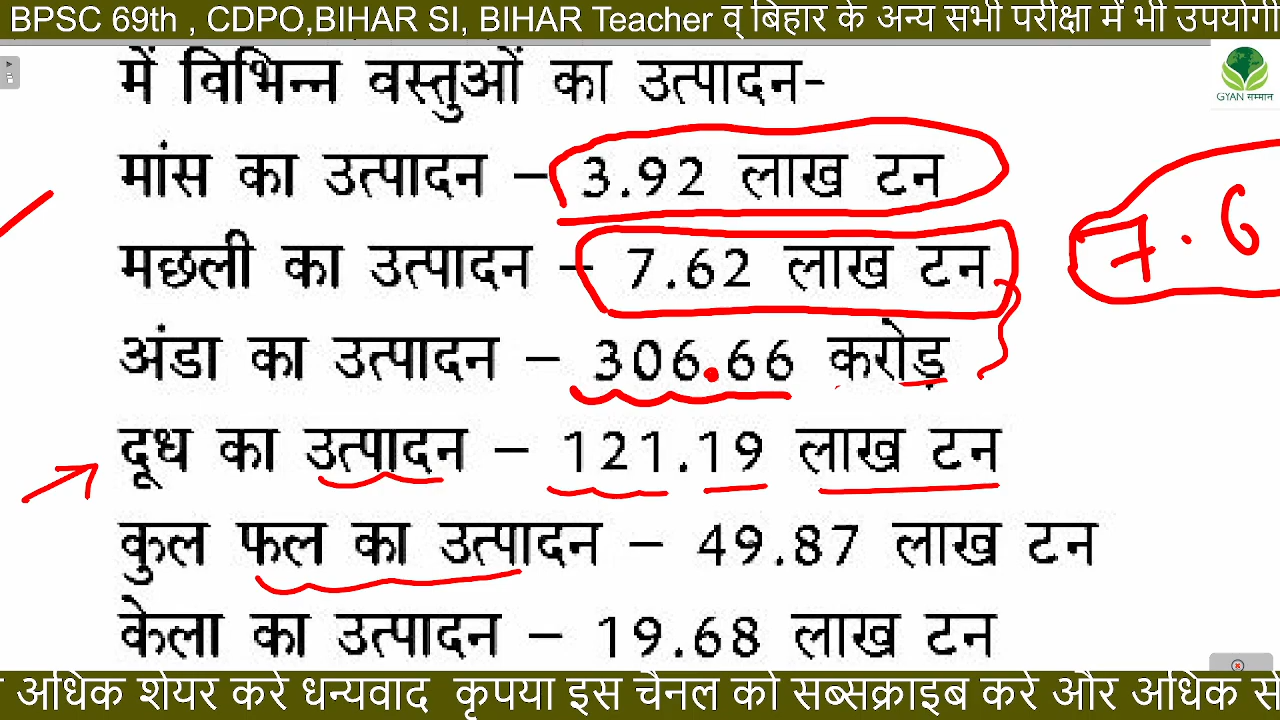 BPSC 69th , CDPO,BIHAR SI, BIHAR Teacher व् बिहार के अन्य सभी परीक्षा में भी उपयोगी
GYAN सम्मान
में विभिन्न वस्तुओं का उत्पादन-
मांस का उत्पादन – 3.92 लाख टन
मछली का उत्पादन – 7.62 लाख टन
7.6
अंडा का उत्पादन – 306.66 करोड़
दूध का उत्पादन – 121.19 लाख टन
कुल फल का उत्पादन – 49.87 लाख टन
केला का उत्पादन – 19.68 लाख टन
अधिक शेयर करे धन्यवाद कृपया इस चैनल को सब्सक्राइब करे और अधिक से